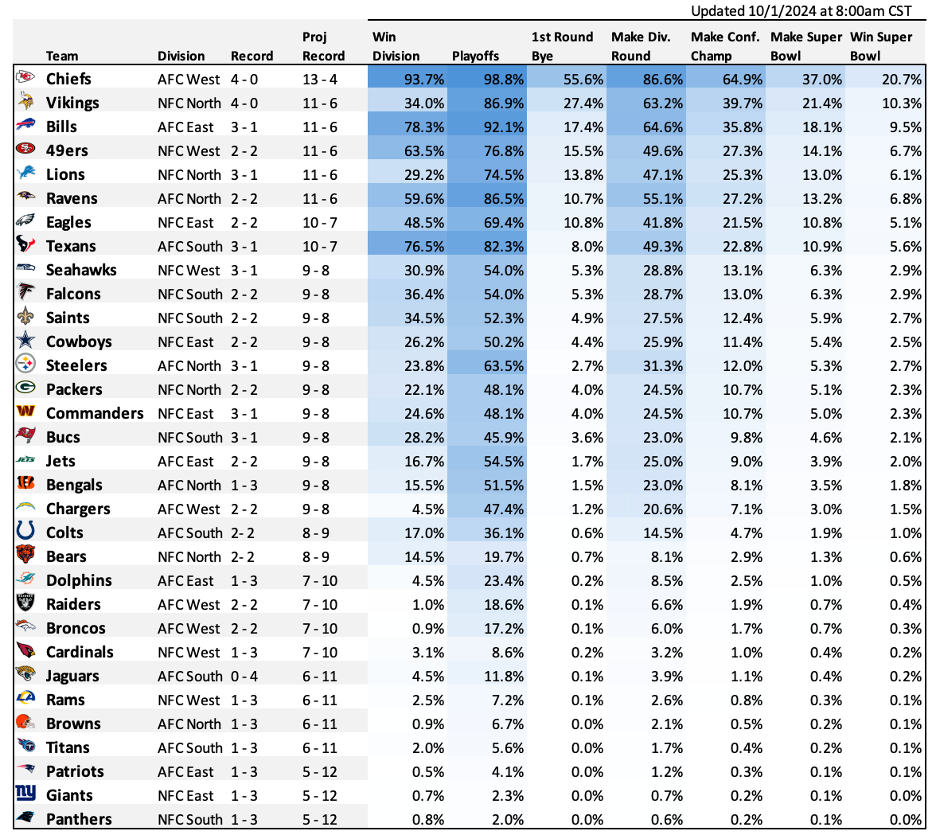 Updated 10/1/2024 at 8:00am CST
Proj Win 1st Round Make Div. Make Conf. Make Super Win Super
Team Division Record Record Division Playoffs Bye Round Champ Bowl Bowl
Chiefs AFC West 4 - 0 13 - 4 93.7% 98.8% 55.6% 86.6% 64.9% 37.0% 20.7%
Vikings NFC North 4 - 0 11 - 6 34.0% 86.9% 27.4% 63.2% 39.7% 21.4% 10.3%
Bills AFC East 3 - 1 11 - 6 78.3% 92.1% 17.4% 64.6% 35.8% 18.1% 9.5%
49ers NFC West 2 - 2 11 - 6 63.5% 76.8% 15.5% 49.6% 27.3% 14.1% 6.7%
Lions NFC North 3 - 1 11 - 6 29.2% 74.5% 13.8% 47.1% 25.3% 13.0% 6.1%
Ravens AFC North 2 - 2 11 - 6 59.6% 86.5% 10.7% 55.1% 27.2% 13.2% 6.8%
Eagles NFC East 2 - 2 10 - 7 48.5% 69.4% 10.8% 41.8% 21.5% 10.8% 5.1%
Texans AFC South 3 - 1 10 - 7 76.5% 82.3% 8.0% 49.3% 22.8% 10.9% 5.6%
Seahawks NFC West 3 - 1 9 - 8 30.9% 54.0% 5.3% 28.8% 13.1% 6.3% 2.9%
Falcons NFC South 2 - 2 9 - 8 36.4% 54.0% 5.3% 28.7% 13.0% 6.3% 2.9%
Saints NFC South 2 - 2 9 - 8 34.5% 52.3% 4.9% 27.5% 12.4% 5.9% 2.7%
Cowboys NFC East 2 - 2 9 - 8 26.2% 50.2% 4.4% 25.9% 11.4% 5.4% 2.5%
Steelers AFC North 3 - 1 9 - 8 23.8% 63.5% 2.7% 31.3% 12.0% 5.3% 2.7%
Packers NFC North 2 - 2 9 - 8 22.1% 48.1% 4.0% 24.5% 10.7% 5.1% 2.3%
Commanders NFC East 3 - 1 9 - 8 24.6% 48.1% 4.0% 24.5% 10.7% 5.0% 2.3%
Bucs NFC South 3 - 1 9 - 8 28.2% 45.9% 3.6% 23.0% 9.8% 4.6% 2.1%
Jets AFC East 2 - 2 9 - 8 16.7% 54.5% 1.7% 25.0% 9.0% 3.9% 2.0%
Bengals AFC North 1 - 3 9 - 8 15.5% 51.5% 1.5% 23.0% 8.1% 3.5% 1.8%
Chargers AFC West 2 - 2 9 - 8 4.5% 47.4% 1.2% 20.6% 7.1% 3.0% 1.5%
Colts AFC South 2 - 2 8 - 9 17.0% 36.1% 0.6% 14.5% 4.7% 1.9% 1.0%
Bears NFC North 2 - 2 8 - 9 14.5% 19.7% 0.7% 8.1% 2.9% 1.3% 0.6%
Dolphins AFC East 1 - 3 7 - 10 4.5% 23.4% 0.2% 8.5% 2.5% 1.0% 0.5%
Raiders AFC West 2 - 2 7 - 10 1.0% 18.6% 0.1% 6.6% 1.9% 0.7% 0.4%
Broncos AFC West 2 - 2 7 - 10 0.9% 17.2% 0.1% 6.0% 1.7% 0.7% 0.3%
Cardinals NFC West 1 - 3 7 - 10 3.1% 8.6% 0.2% 3.2% 1.0% 0.4% 0.2%
Jaguars AFC South 0 - 4 6 - 11 4.5% 11.8% 0.1% 3.9% 1.1% 0.4% 0.2%
Rams NFC West 1 - 3 6 - 11 2.5% 7.2% 0.1% 2.6% 0.8% 0.3% 0.1%
Browns AFC North 1 - 3 6 - 11 0.9% 6.7% 0.0% 2.1% 0.5% 0.2% 0.1%
Titans AFC South 1 - 3 6 - 11 2.0% 5.6% 0.0% 1.7% 0.4% 0.2% 0.1%
Patriots AFC East 1 - 3 5 - 12 0.5% 4.1% 0.0% 1.2% 0.3% 0.1% 0.1%
Giants NFC East 1 - 3 5 - 12 0.7% 2.3% 0.0% 0.7% 0.2% 0.1% 0.0%
Panthers NFC South 1 - 3 5 - 12 0.8% 2.0% 0.0% 0.6% 0.2% 0.1% 0.0%